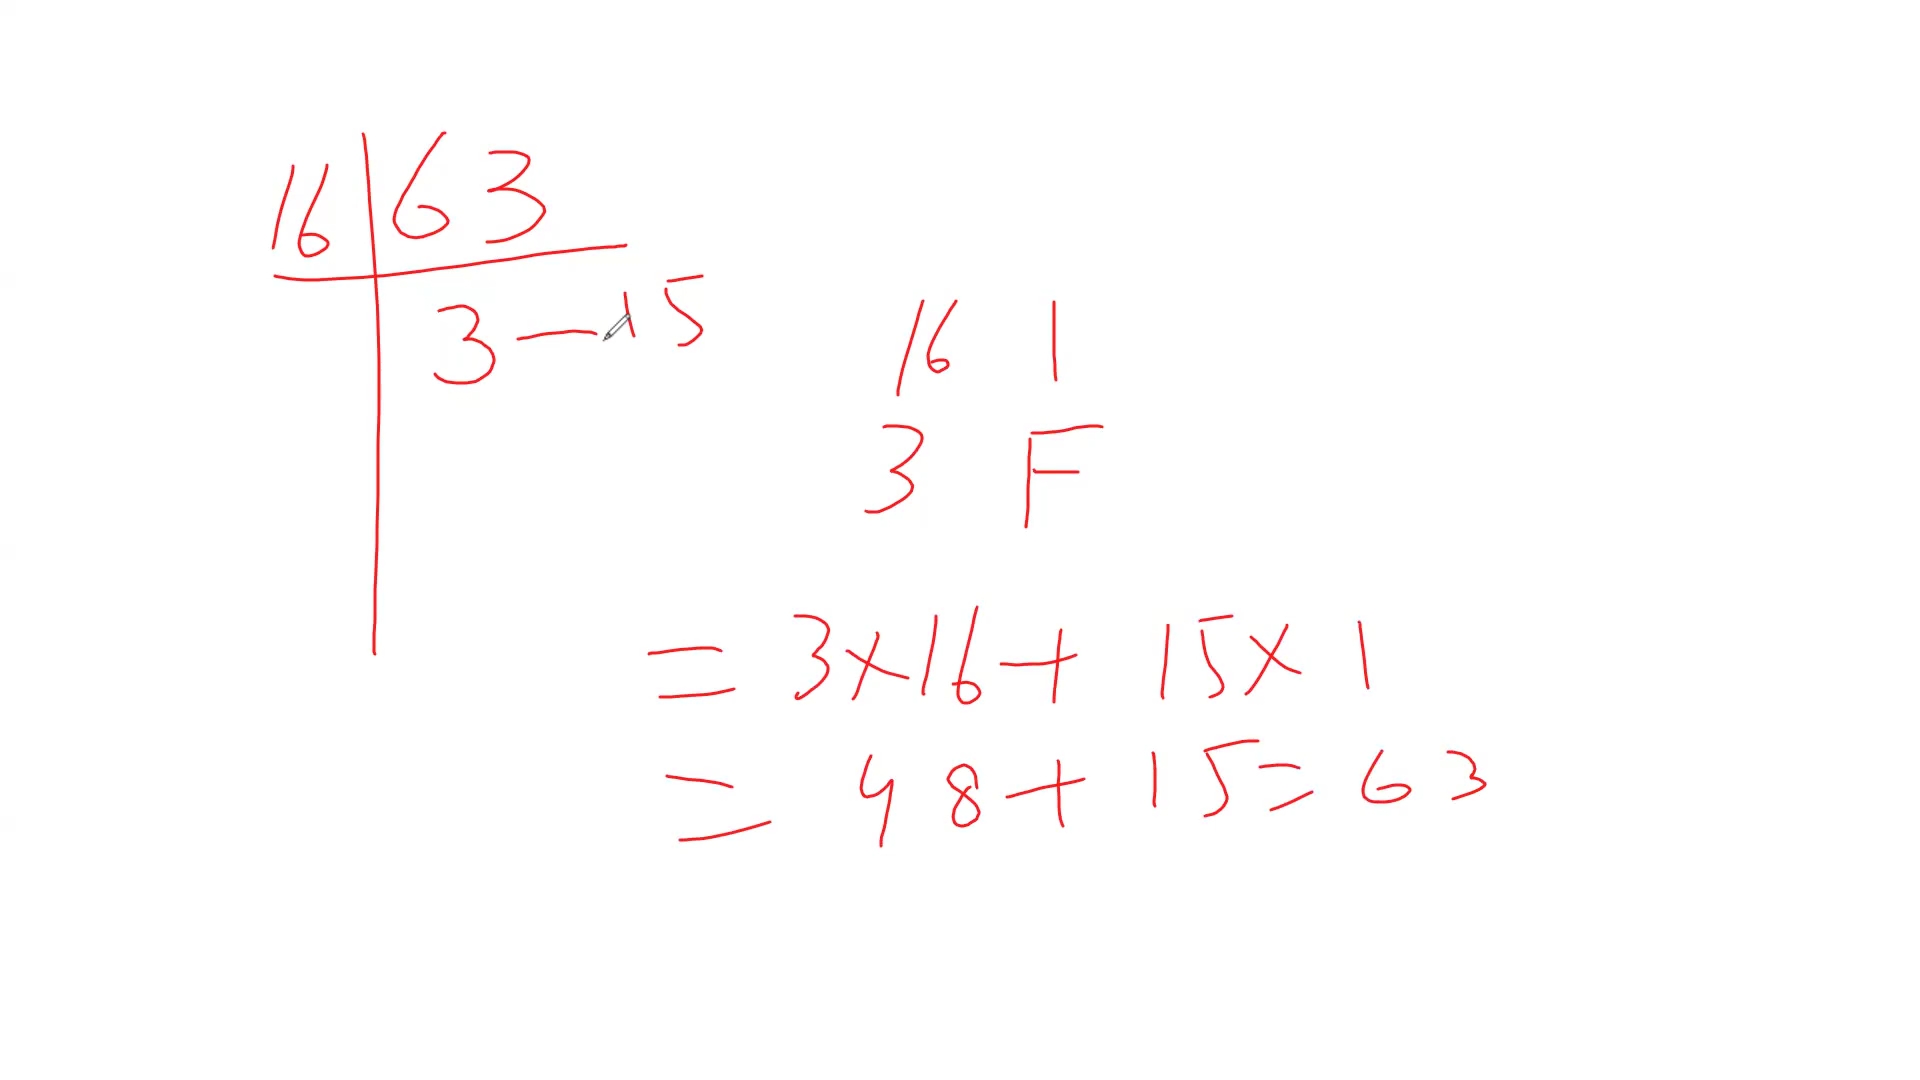 16 | 63
3 — 15
16 1
3 F
= 3 × 16 + 15 × 1
= 48 + 15 = 63